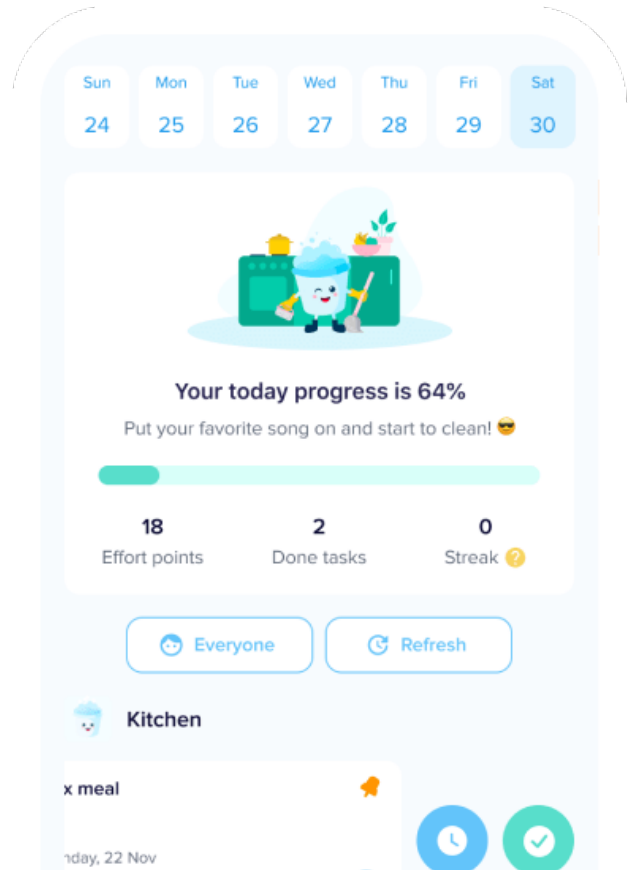 Sun Mon Tue Wed Thu Fri Sat
24 25 26 27 28 29 30
Your today progress is 64%
Put your favorite song on and start to clean! 😎
18 2 0
Effort points Done tasks Streak ?
Everyone Refresh
Kitchen
x meal
nday, 22 Nov